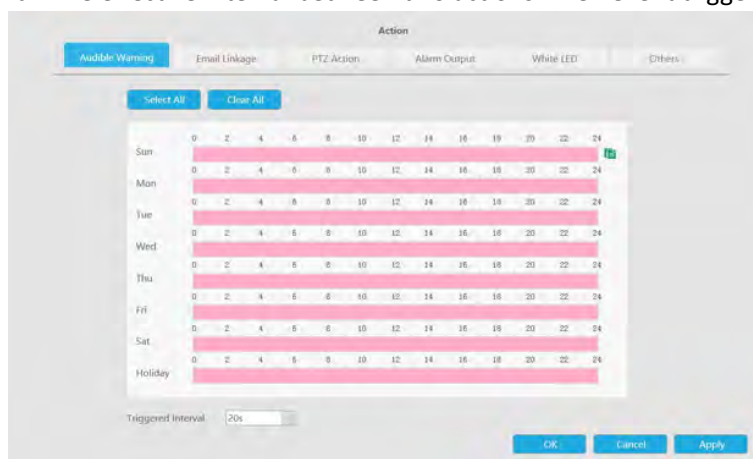 Action
Audible Warning Email Linkage PTZ Action Alarm Output White LED Others
Select All Clear All
0 2 4 6 8 10 12 14 16 18 20 22 24
Sun
0 2 4 6 8 10 12 14 16 18 20 22 24
Mon
0 2 4 6 8 10 12 14 16 18 20 22 24
Tue
0 2 4 6 8 10 12 14 16 18 20 22 24
Wed
0 2 4 6 8 10 12 14 16 18 20 22 24
Thu
0 2 4 6 8 10 12 14 16 18 20 22 24
Fri
0 2 4 6 8 10 12 14 16 18 20 22 24
Sat
0 2 4 6 8 10 12 14 16 18 20 22 24
Holiday
Triggered Interval 20s
OK Cancel Apply